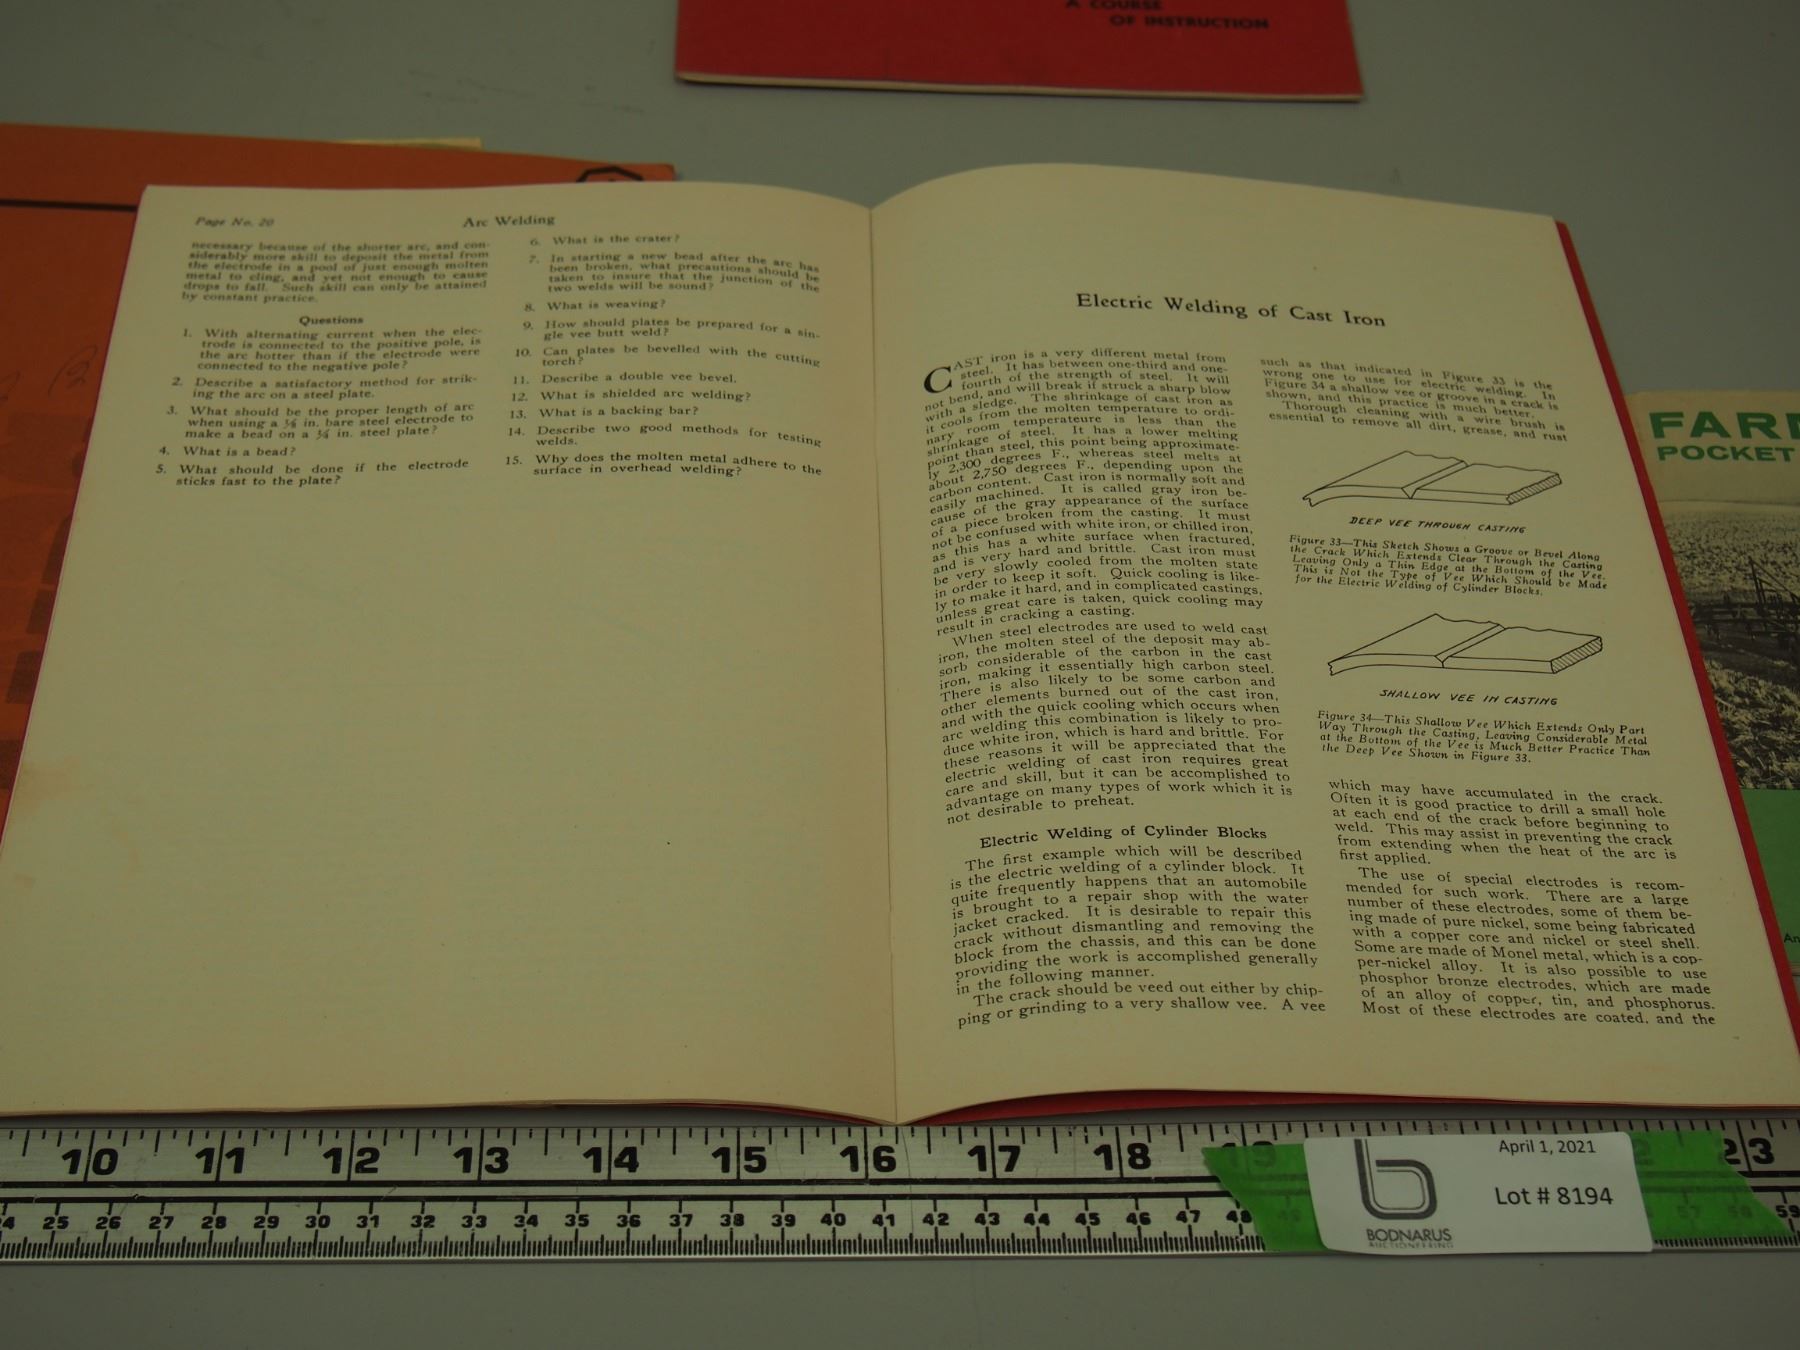 A COURSE
OF INSTRUCTION
Page No. 20
Arc Welding
necessary because of the shorter arc, and con-
siderably more skill to deposit the metal from
the electrode in a pool of just enough molten
metal to cling, and yet not enough to cause
drops to fall. Such skill can only be attained
by constant practice.
Questions
1. With alternating current when the elec-
trode is connected to the positive pole, is
the arc hotter than if the electrode were
connected to the negative pole?
2. Describe a satisfactory method for strik-
ing the arc on a steel plate.
3. What should be the proper length of arc
when using a in. bare steel electrode to
make a bead on a in. steel plate?
4. What is a bead?
5. What should be done if the electrode
sticks fast to the plate?
6. What is the crater?
7. In starting a new bead after the arc has
been broken, what precautions should be
taken to insure that the junction of the
two welds will be sound?
8. What is weaving?
9. How should plates be prepared for a sin-
gle vee butt weld?
10. Can plates be bevelled with the cutting
torch?
11. Describe a double vee bevel.
12. What is shielded arc welding?
13. What is a backing bar?
14. Describe two good methods for testing
welds.
15. Why does the molten metal adhere to the
surface in overhead welding?
Electric Welding of Cast Iron
CAST iron is a very different metal from
steel. It has between one-third and one-
fourth of the strength of steel. It will
not bend, and will break if struck a sharp blow
with a sledge. The shrinkage of cast iron as
it cools from the molten temperature to ordi-
nary room temperateure is less than the
shrinkage of steel. It has a lower melting
point than steel, this point being approximate-
ly 2,300 degrees F., whereas steel melts at
about 2,750 degrees F., depending upon the
carbon content. Cast iron is normally soft and
easily machined. It is called gray iron be-
cause of the gray appearance of the surface
of a piece broken from the casting. It must
not be confused with white iron, or chilled iron,
as this has a white surface when fractured,
and is very hard and brittle. Cast iron must
be very slowly cooled from the molten state
in order to keep it soft. Quick cooling is like-
ly to make it hard, and in complicated castings,
unless great care is taken, quick cooling may
result in cracking a casting.
When steel electrodes are used to weld cast
iron, the molten steel of the deposit may ab-
sorb considerable of the carbon in the cast
iron, making it essentially high carbon steel.
There is also likely to be some carbon and
other elements burned out of the cast iron,
and with the quick cooling which occurs when
arc welding this combination is likely to pro-
duce white iron, which is hard and brittle. For
these reasons it will be appreciated that the
electric welding of cast iron requires great
care and skill, but it can be accomplished to
advantage on many types of work which it is
not desirable to preheat.
Electric Welding of Cylinder Blocks
The first example which will be described
is the electric welding of a cylinder block. It
quite frequently happens that an automobile
is brought to a repair shop with the water
jacket cracked. It is desirable to repair this
crack without dismantling and removing the
block from the chassis, and this can be done
providing the work is accomplished generally
in the following manner.
The crack should be veed out either by chip-
ping or grinding to a very shallow vee. A vee
such as that indicated in Figure 33 is the
wrong one to use for electric welding. In
Figure 34 a shallow vee or groove in a crack is
shown, and this practice is much better.
Thorough cleaning with a wire brush is
essential to remove all dirt, grease, and rust
DEEP VEE THROUGH CASTING
Figure 33—This Sketch Shows a Groove or Bevel Along
the Crack Which Extends Clear Through the Casting
Leaving Only a Thin Edge at the Bottom of the Vee.
This is Not the Type of Vee Which Should be Made
for the Electric Welding of Cylinder Blocks.
SHALLOW VEE IN CASTING
Figure 34—This Shallow Vee Which Extends Only Part
Way Through the Casting, Leaving Considerable Metal
at the Bottom of the Vee is Much Better Practice Than
the Deep Vee Shown in Figure 33.
which may have accumulated in the crack.
Often it is good practice to drill a small hole
at each end of the crack before beginning to
weld. This may assist in preventing the crack
from extending when the heat of the arc is
first applied.
The use of special electrodes is recom-
mended for such work. There are a large
number of these electrodes, some of them be-
ing made of pure nickel, some being fabricated
with a copper core and nickel or steel shell.
Some are made of Monel metal, which is a cop-
per-nickel alloy. It is also possible to use
phosphor bronze electrodes, which are made
of an alloy of copper, tin, and phosphorus.
Most of these electrodes are coated, and the
FAR
POCKET
An
10 11 12 13 14 15 16 17 18 19 23
24 25 26 27 28 29 30 31 32 33 34 35 36 37 38 39 40 41 42 43 44 45 46 47 48 49 57 58 59
April 1, 2021
Lot # 8194
BODNARUS
AUCTIONEERING